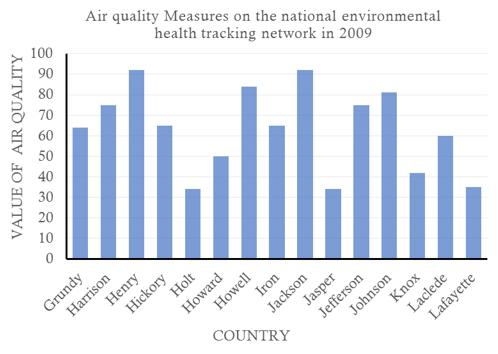 Air quality Measures on the national environmental
health tracking network in 2009
VALUE OF AIR QUALITY
100
90
80
70
60
50
40
30
20
10
0
Grundy
Harrison
Henry
Hickory
Holt
Howard
Howell
Iron
Jackson
Jasper
Jefferson
Johnson
Knox
Laclede
Lafayette
COUNTRY